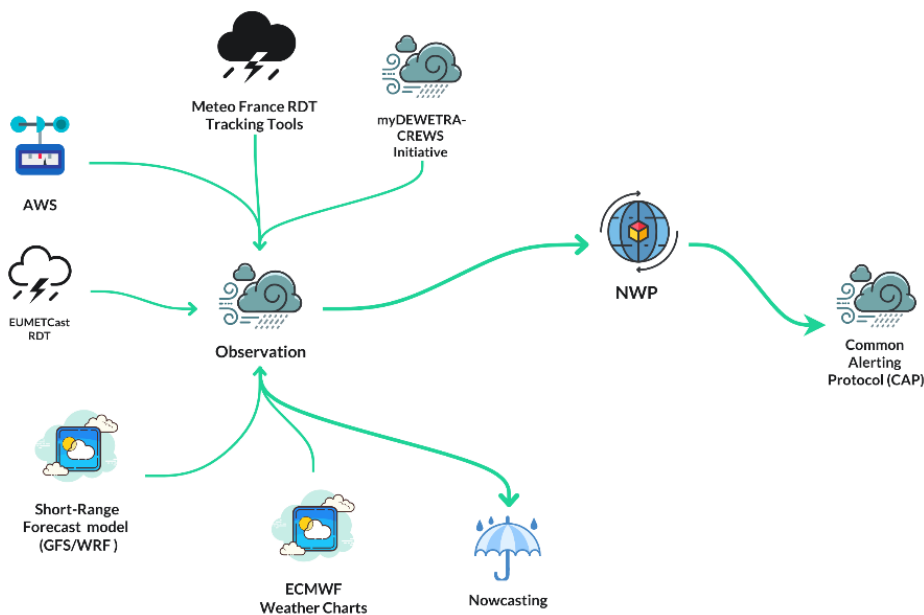 Meteo France RDT
Tracking Tools
myDEWETRA-
CREWS
Initiative
AWS
EUMETCast
RDT
Observation
NWP
Common
Alerting
Protocol (CAP)
Short-Range
Forecast model
(GFS/WRF )
ECMWF
Weather Charts
Nowcasting